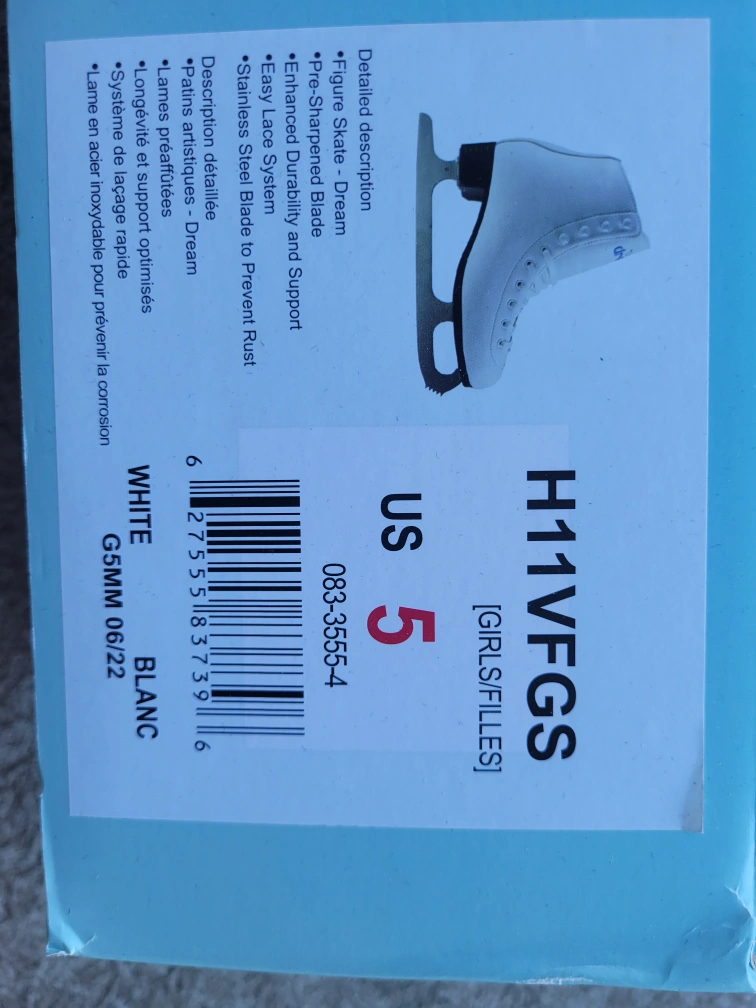 Detailed description
•Figure Skate - Dream
•Pre-Sharpened Blade
•Enhanced Durability and Support
•Easy Lace System
•Stainless Steel Blade to Prevent Rust
Description détaillée
•Patins artistiques - Dream
•Lames préaffûtées
•Longévité et support optimisés
•Système de laçage rapide
•Lame en acier inoxydable pour prévenir la corrosion
H11VFGS
[GIRLS/FILLES]
US 5
083-3555-4
6 27555 83739 6
WHITE BLANC
G5MM 06/22